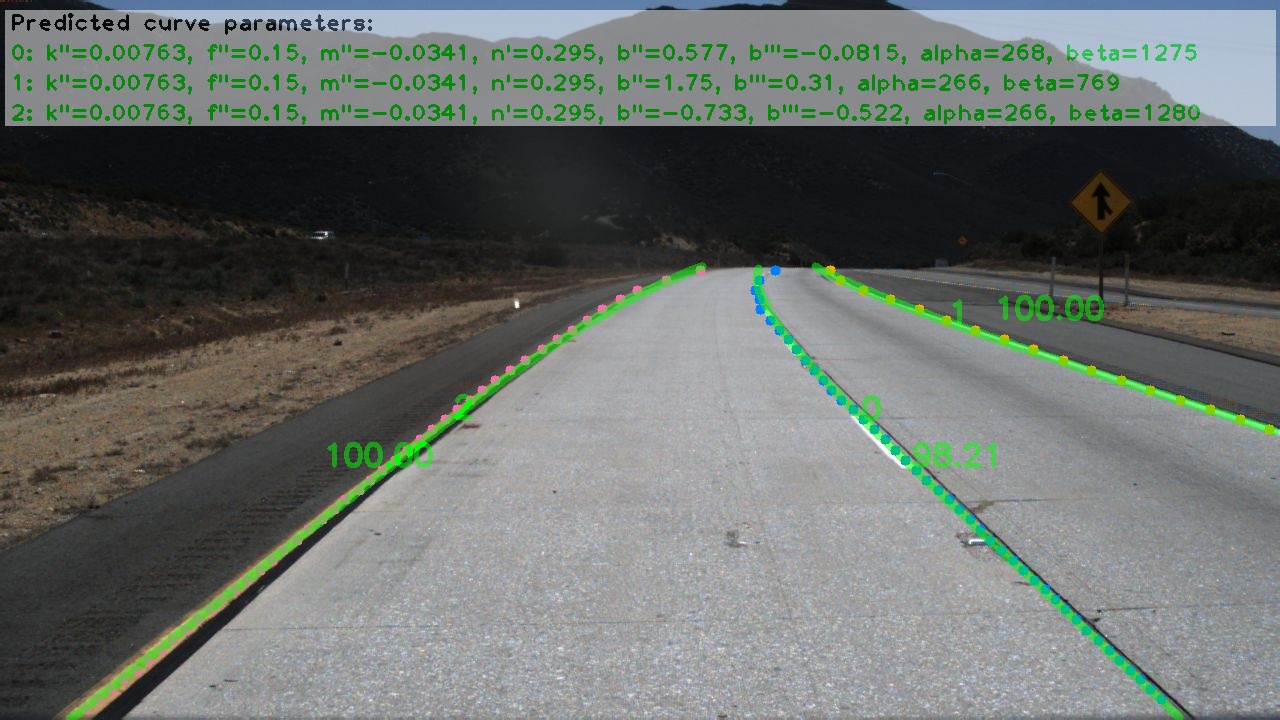 Predicted curve parameters:
0: k''=0.00763, f''=0.15, m''=-0.0341, n'=0.295, b''=0.577, b'''=-0.0815, alpha=268, beta=1275
1: k''=0.00763, f''=0.15, m''=-0.0341, n'=0.295, b''=1.75, b'''=0.31, alpha=266, beta=769
2: k''=0.00763, f''=0.15, m''=-0.0341, n'=0.295, b''=-0.733, b'''=-0.522, alpha=266, beta=1280
1 100.00
2
0
100.00
98.21